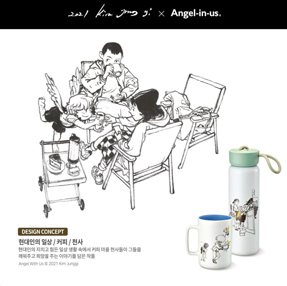 2021 Kim Jung gi × Angel-in-us.
DESIGN CONCEPT
현대인의 일상 / 커피 / 천사
현대인의 지치고 힘든 일상 생활 속에서 커피 마을 천사들이 그들을
깨워주고 희망을 주는 이야기를 담은 작품
Angel With Us © 2021 Kim Junggi